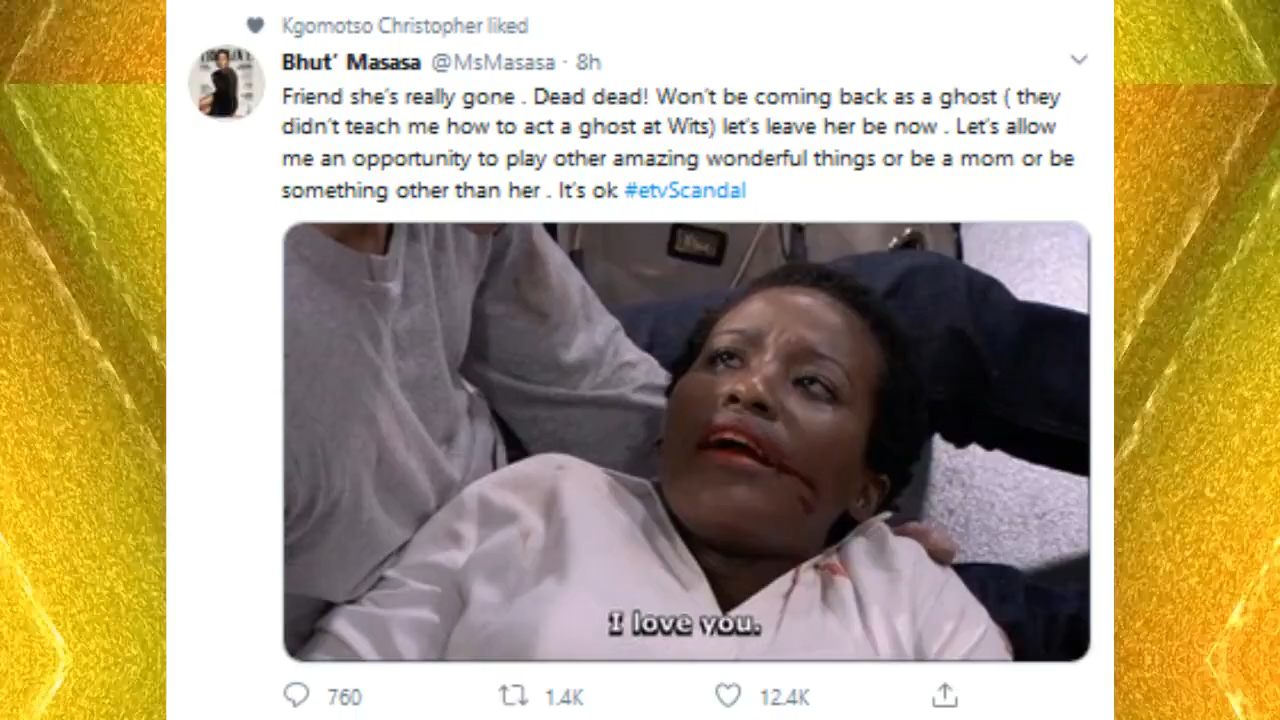 Kgomotso Christopher liked
Bhut’ Masasa @MsMasasa · 8h
Friend she’s really gone . Dead dead! Won’t be coming back as a ghost ( they
didn’t teach me how to act a ghost at Wits) let’s leave her be now . Let’s allow
me an opportunity to play other amazing wonderful things or be a mom or be
something other than her . It’s ok #etvScandal
I love you.
760 1.4K 12.4K